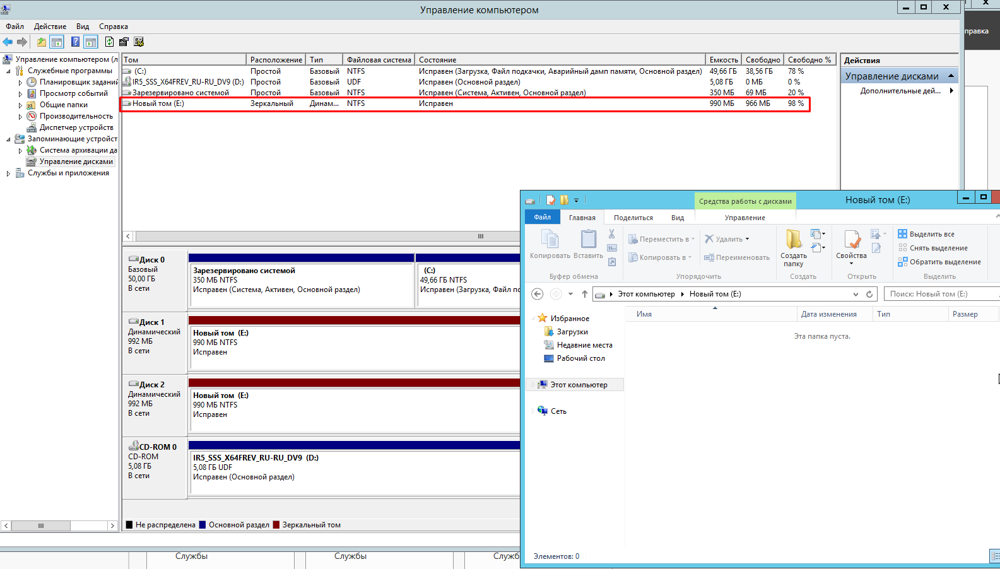 Управление компьютером
Файл Действие Вид Справка
правка
Управление компьютером (л
Служебные программы
Планировщик заданий
Просмотр событий
Общие папки
Производительность
Диспетчер устройств
Запоминающие устройст
Система архивации да
Управление дисками
Службы и приложения
Том Расположение Тип Файловая система Состояние Емкость Свободно Свободно %
(C:) Простой Базовый NTFS Исправен (Загрузка, Файл подкачки, Аварийный дамп памяти, Основной раздел) 49,66 ГБ 38,56 ГБ 78 %
IR5_SSS_X64FREV_RU-RU_DV9 (D:) Простой Базовый UDF Исправен (Основной раздел) 5,08 ГБ 0 МБ 0 %
Зарезервировано системой Простой Базовый NTFS Исправен (Система, Активен, Основной раздел) 350 МБ 69 МБ 20 %
Новый том (E:) Зеркальный Динам... NTFS Исправен 990 МБ 966 МБ 98 %
Действия
Управление дисками
Дополнительные дей...
Диск 0
Базовый
50,00 ГБ
В сети
Зарезервировано системой
350 МБ NTFS
Исправен (Система, Активен, Основной раздел)
(C:)
49,66 ГБ NTFS
Исправен (Загрузка, Файл по
Диск 1
Динамический
992 МБ
В сети
Новый том (E:)
990 МБ NTFS
Исправен
Диск 2
Динамический
992 МБ
В сети
Новый том (E:)
990 МБ NTFS
Исправен
CD-ROM 0
CD-ROM
5,08 ГБ
В сети
IR5_SSS_X64FREV_RU-RU_DV9 (D:)
5,08 ГБ UDF
Исправен (Основной раздел)
Не распределена Основной раздел Зеркальный том
Службы Службы Служб
Средства работы с дисками Новый том (E:)
Файл Главная Поделиться Вид Управление
Копировать Вставить
Буфер обмена
Переместить в Удалить
Копировать в Переименовать
Упорядочить
Создать папку
Создать
Свойства
Открыть
Выделить все
Снять выделение
Обратить выделение
Выделить
Этот компьютер Новый том (E:) Поиск: Новый том (E:)
Избранное
Загрузки
Недавние места
Рабочий стол
Этот компьютер
Сеть
Имя Дата изменения Тип Размер
Эта папка пуста.
Элементов: 0